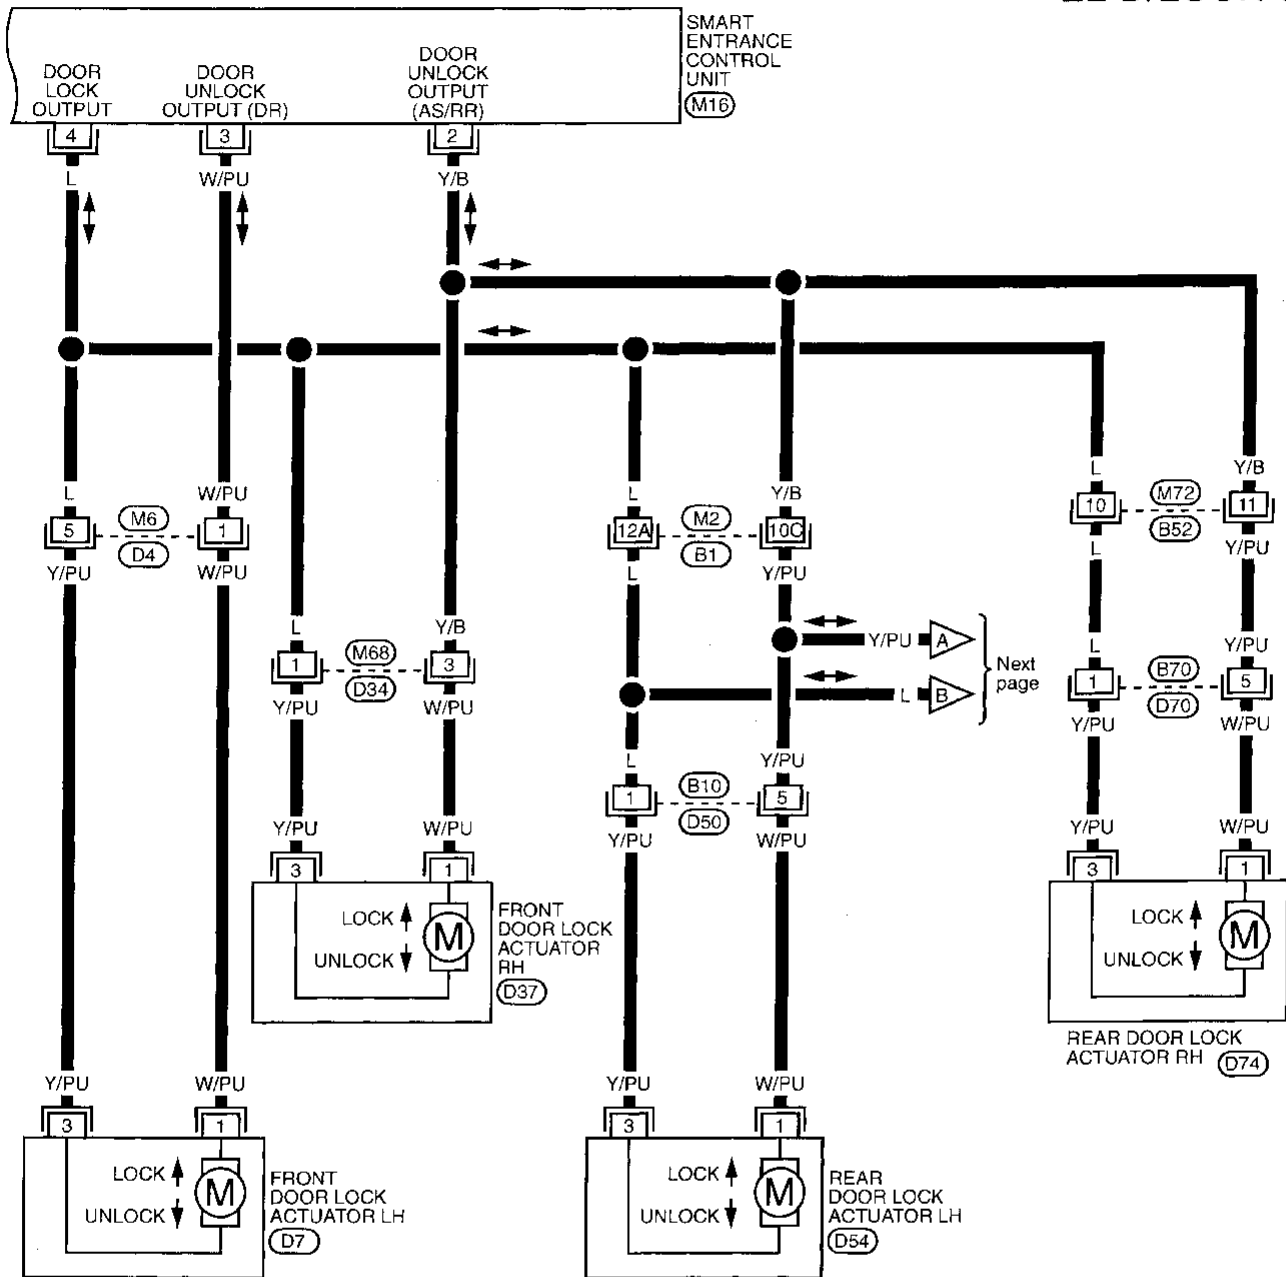 SMART
ENTRANCE
CONTROL
UNIT
M16
DOOR
LOCK
OUTPUT
DOOR
UNLOCK
OUTPUT (DR)
DOOR
UNLOCK
OUTPUT
(AS/RR)
4
3
2
L
W/PU
Y/B
L
W/PU
L
Y/B
L
Y/B
5
M6
D4
1
12A
M2
B1
10C
10
M72
B52
11
Y/PU
W/PU
L
Y/PU
L
Y/PU
L
Y/B
1
M68
D34
3
Y/PU
W/PU
Y/PU
A
L
B
Next
page
L
Y/PU
1
B70
D70
5
Y/PU
W/PU
L
Y/PU
1
B10
D50
5
Y/PU
W/PU
Y/PU
W/PU
3
1
LOCK
UNLOCK
M
FRONT
DOOR LOCK
ACTUATOR
RH
D37
Y/PU
W/PU
3
1
LOCK
UNLOCK
M
REAR DOOR LOCK
ACTUATOR RH
D74
Y/PU
W/PU
3
1
LOCK
UNLOCK
M
FRONT
DOOR LOCK
ACTUATOR LH
D7
Y/PU
W/PU
3
1
LOCK
UNLOCK
M
REAR
DOOR LOCK
ACTUATOR LH
D54